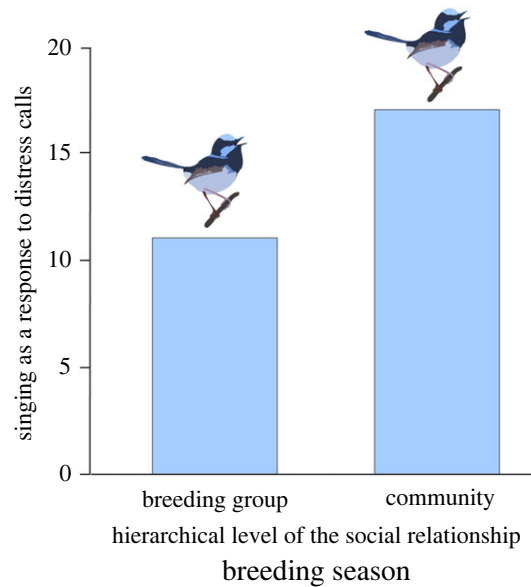 singing as a response to distress calls
20
15
10
5
0
breeding group
community
hierarchical level of the social relationship
breeding season